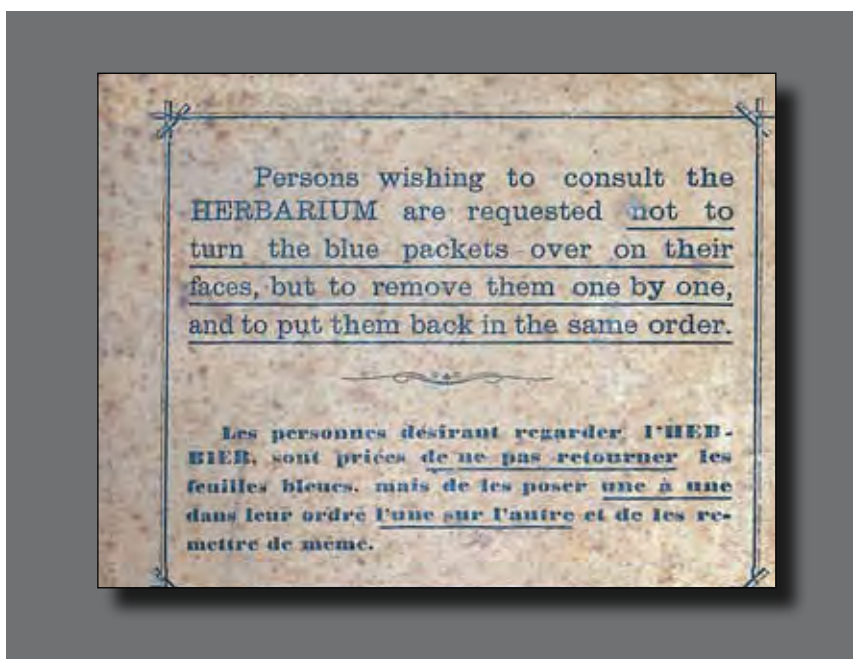 Persons wishing to consult the
HERBARIUM are requested not to
turn the blue packets over on their
faces, but to remove them one by one,
and to put them back in the same order.
Les personnes désirant regarder l'HER-
BIER, sont priées de ne pas retourner les
feuilles bleues, mais de les poser une à une
dans leur ordre l'une sur l'autre et de les re-
mettre de même.